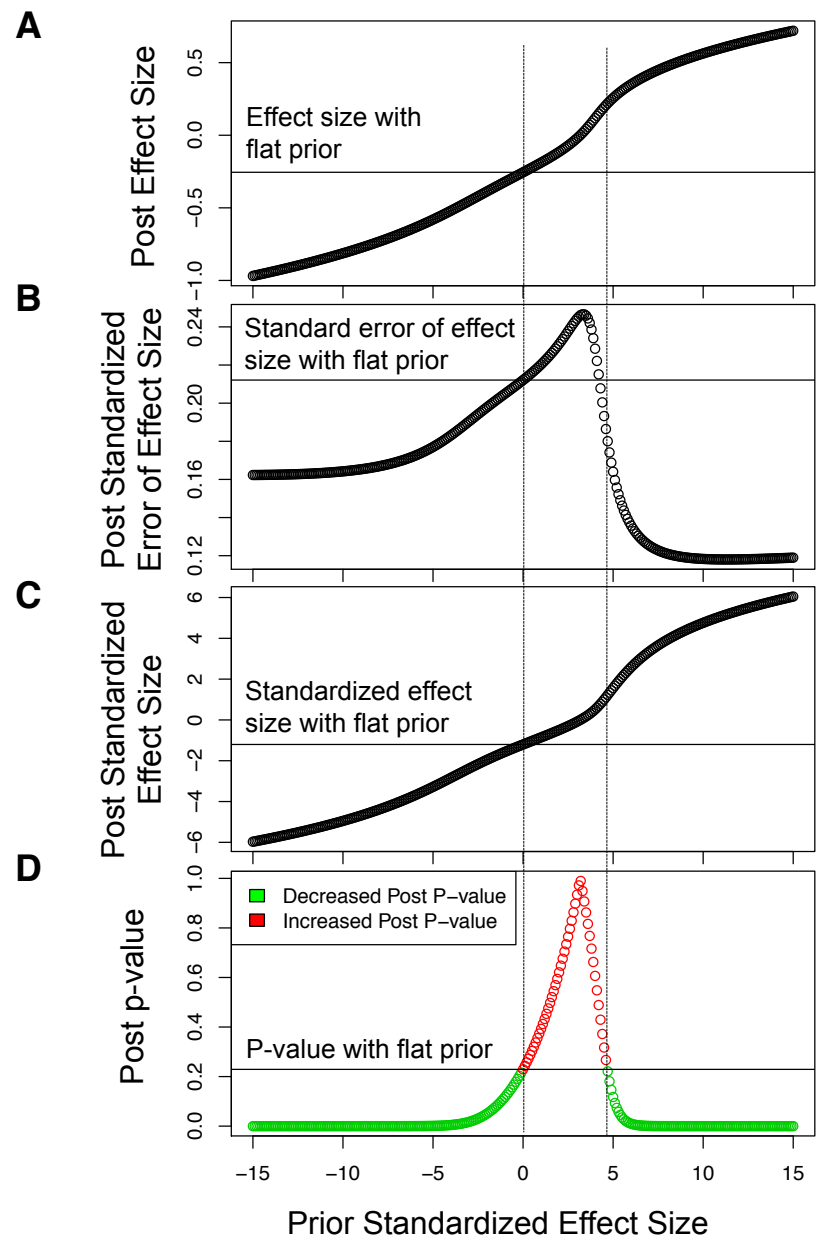 A
Post Effect Size
0.5
0.0
−0.5
−1.0
Effect size with
flat prior
B
Post Standardized
Error of Effect Size
0.24
0.20
0.16
0.12
Standard error of effect
size with flat prior
C
Post Standardized
Effect Size
6
4
2
0
−2
−4
−6
Standardized effect
size with flat prior
D
Post p-value
1.0
0.8
0.6
0.4
0.2
0.0
Decreased Post P−value
Increased Post P−value
P-value with flat prior
−15 −10 −5 0 5 10 15
Prior Standardized Effect Size